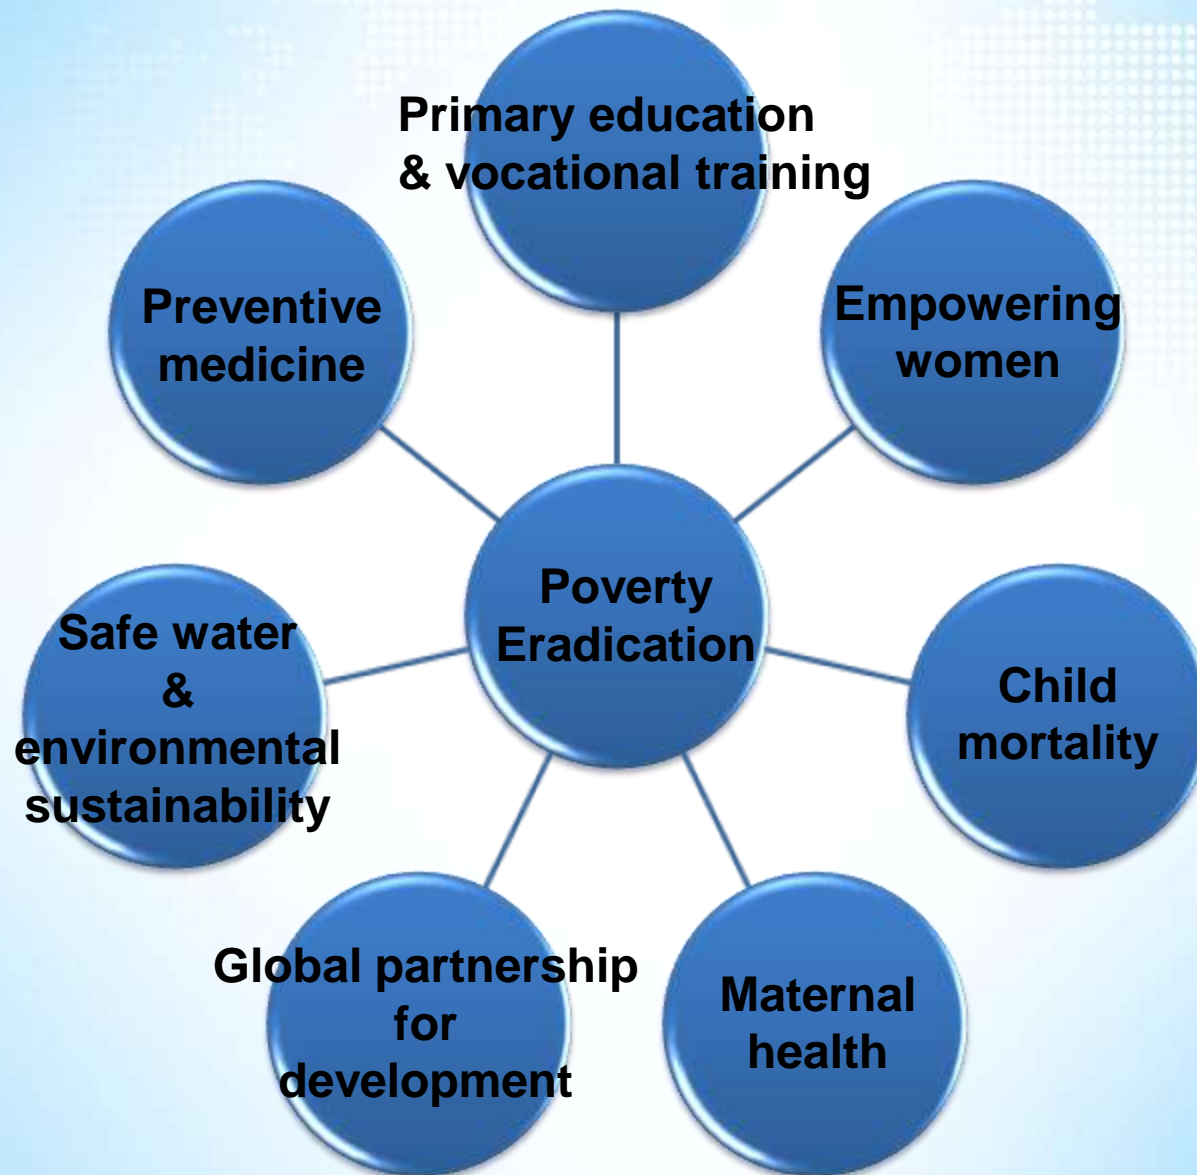 Primary education
& vocational training
Preventive
medicine
Empowering
women
Poverty
Eradication
Safe water
&
environmental
sustainability
Child
mortality
Global partnership
for
development
Maternal
health